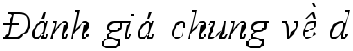 Đánh giá chung về d